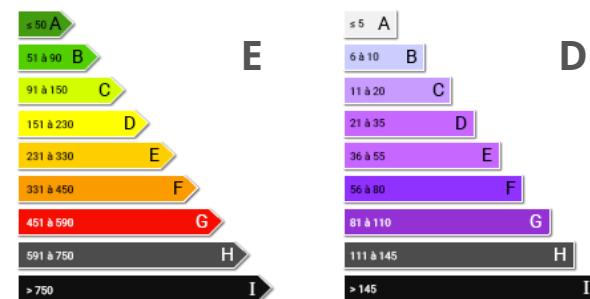 ≤ 50 A
51 à 90 B
E
91 à 150 C
151 à 230 D
231 à 330 E
331 à 450 F
451 à 590 G
591 à 750 H
> 750 I
≤ 5 A
6 à 10 B
D
11 à 20 C
21 à 35 D
36 à 55 E
56 à 80 F
81 à 110 G
111 à 145 H
> 145 I